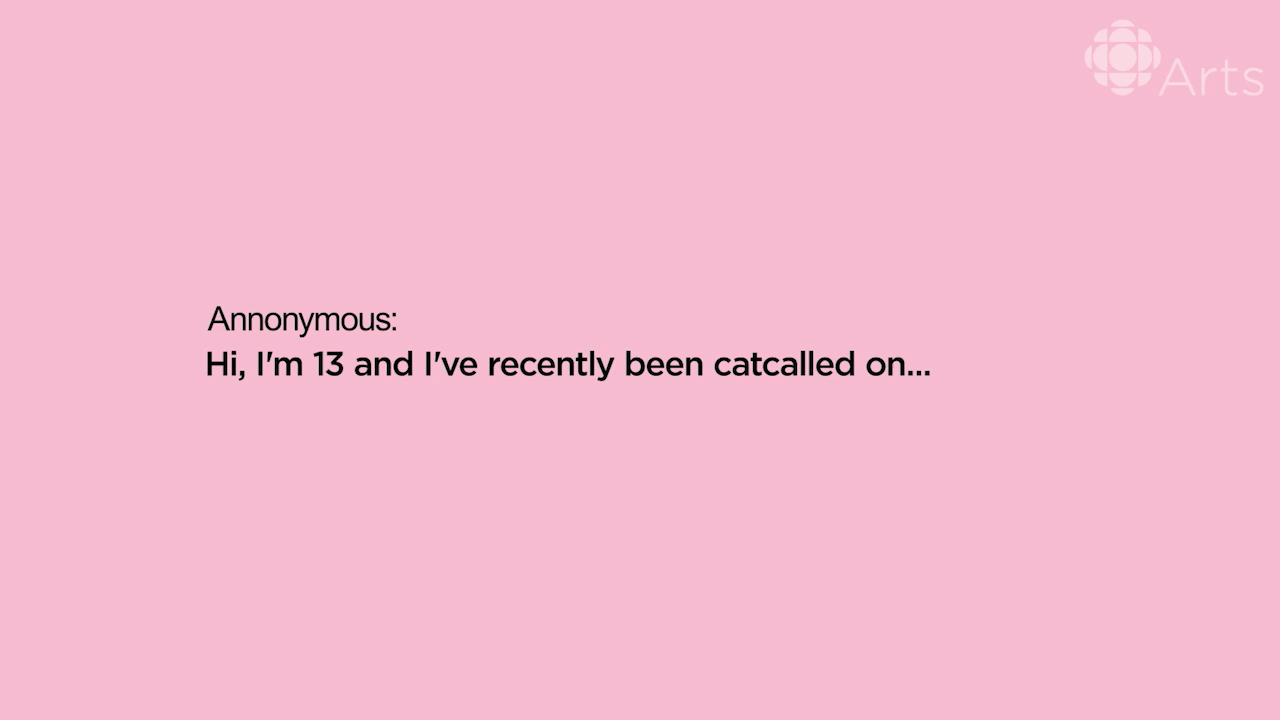 Arts
Annonymous:
Hi, I'm 13 and I've recently been catcalled on...